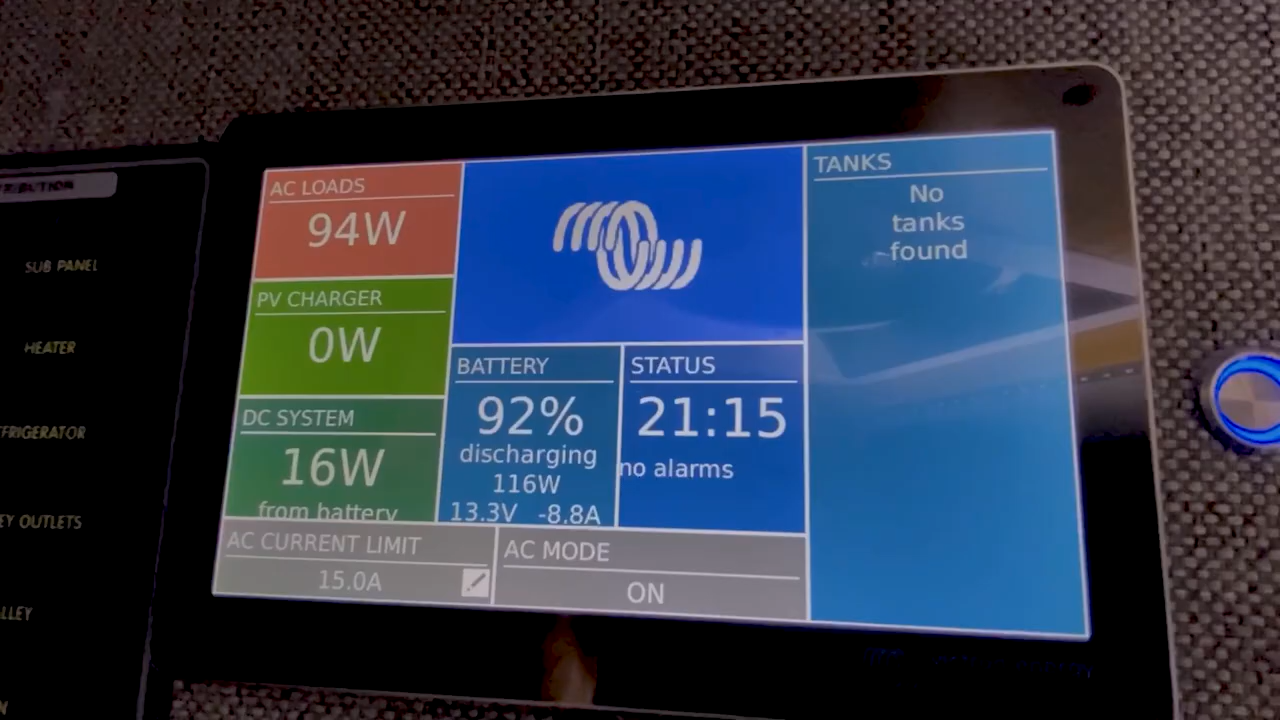 SUB PANEL
HEATER
EY OUTLETS
AC LOADS
94W
PV CHARGER
0W
DC SYSTEM
16W
from battery
BATTERY
92%
discharging
116W
13.3V -8.8A
STATUS
21:15
no alarms
TANKS
No
tanks
found
AC CURRENT LIMIT
15.0A
AC MODE
ON